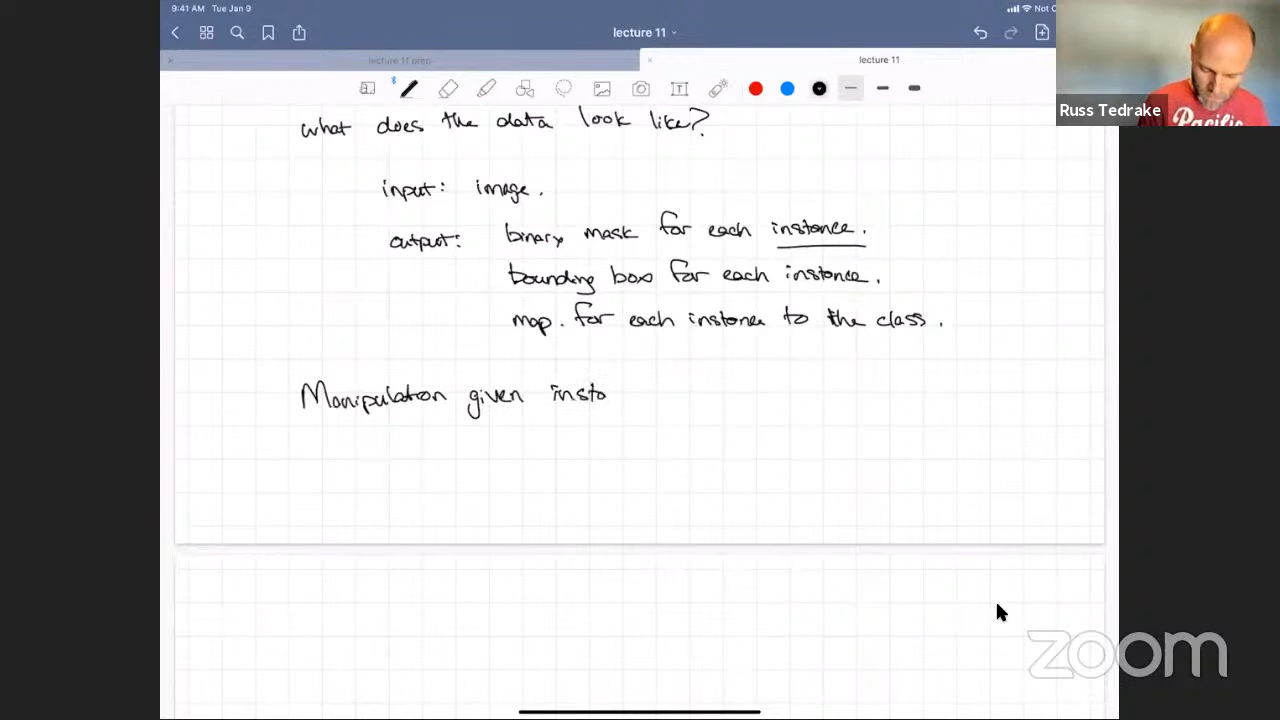 9:41 AM Tue Jan 9
Not C
lecture 11
lecture 11 prep
lecture 11
what does the data look like?
input: image.
output: binary mask for each instance.
bounding box for each instance.
map. for each instance to the class.
Manipulation given insta
Russ Tedrake
Pacific
zoom